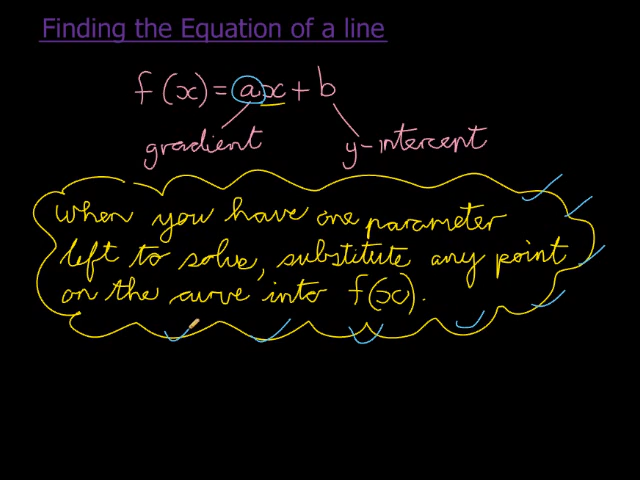 Finding the Equation of a line
f(x) = ax + b
gradient y-intercept
When you have one parameter
left to solve, substitute any point
on the curve into f(x).